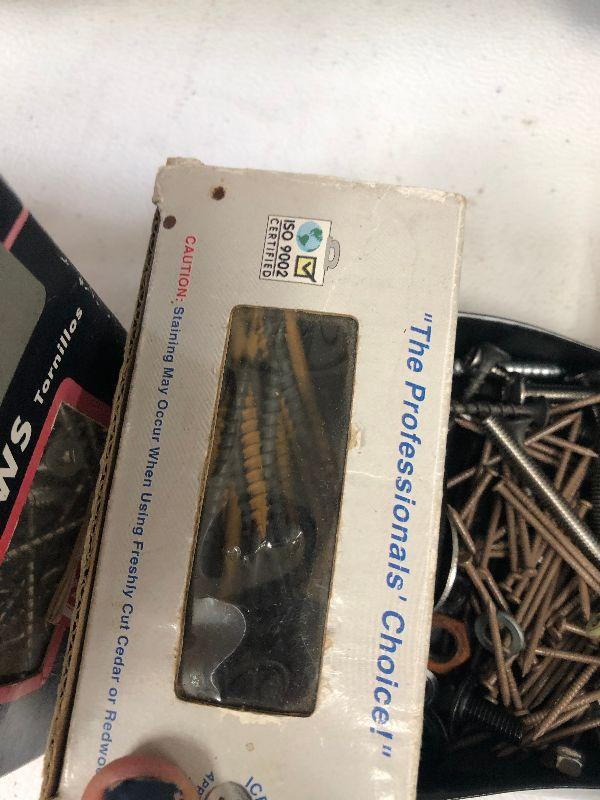 "The Professionals' Choice!"
ISO 9002
CERTIFIED
CAUTION: Staining May Occur When Using Freshly Cut Cedar or Redwo
Tornillos
WS